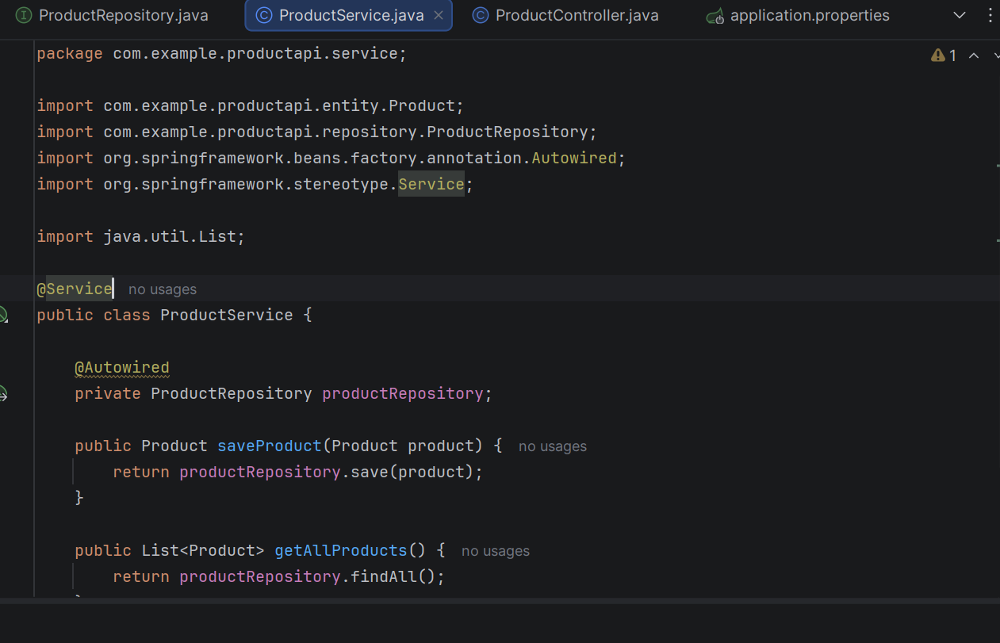 ProductRepository.java ProductService.java ProductController.java application.properties
package com.example.productapi.service;
1
import com.example.productapi.entity.Product;
import com.example.productapi.repository.ProductRepository;
import org.springframework.beans.factory.annotation.Autowired;
import org.springframework.stereotype.Service;
import java.util.List;
@Service no usages
public class ProductService {
@Autowired
private ProductRepository productRepository;
public Product saveProduct(Product product) { no usages
return productRepository.save(product);
}
public List<Product> getAllProducts() { no usages
return productRepository.findAll();